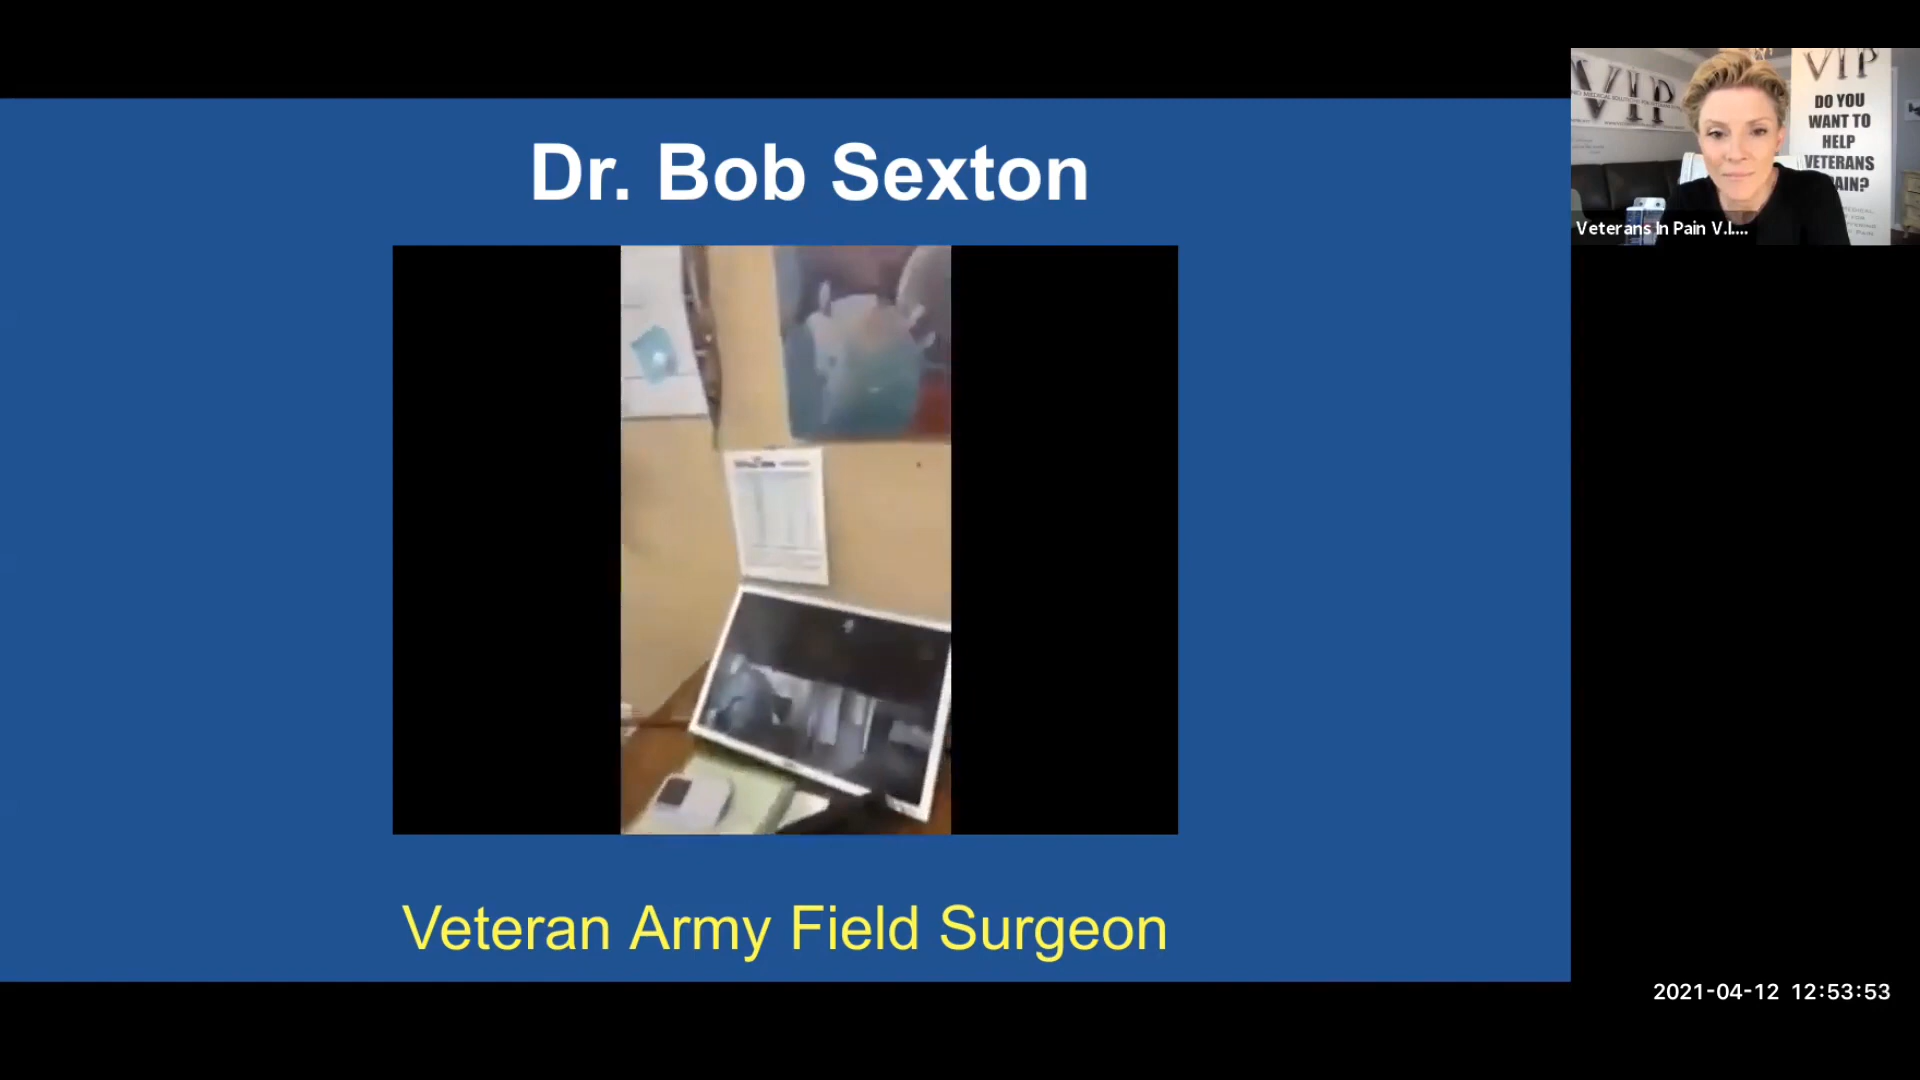 Dr. Bob Sexton
Veteran Army Field Surgeon
VIP
VIP
DO YOU
WANT TO
HELP
VETERANS
PAIN?
Veterans In Pain V.I....
2021-04-12 12:53:53